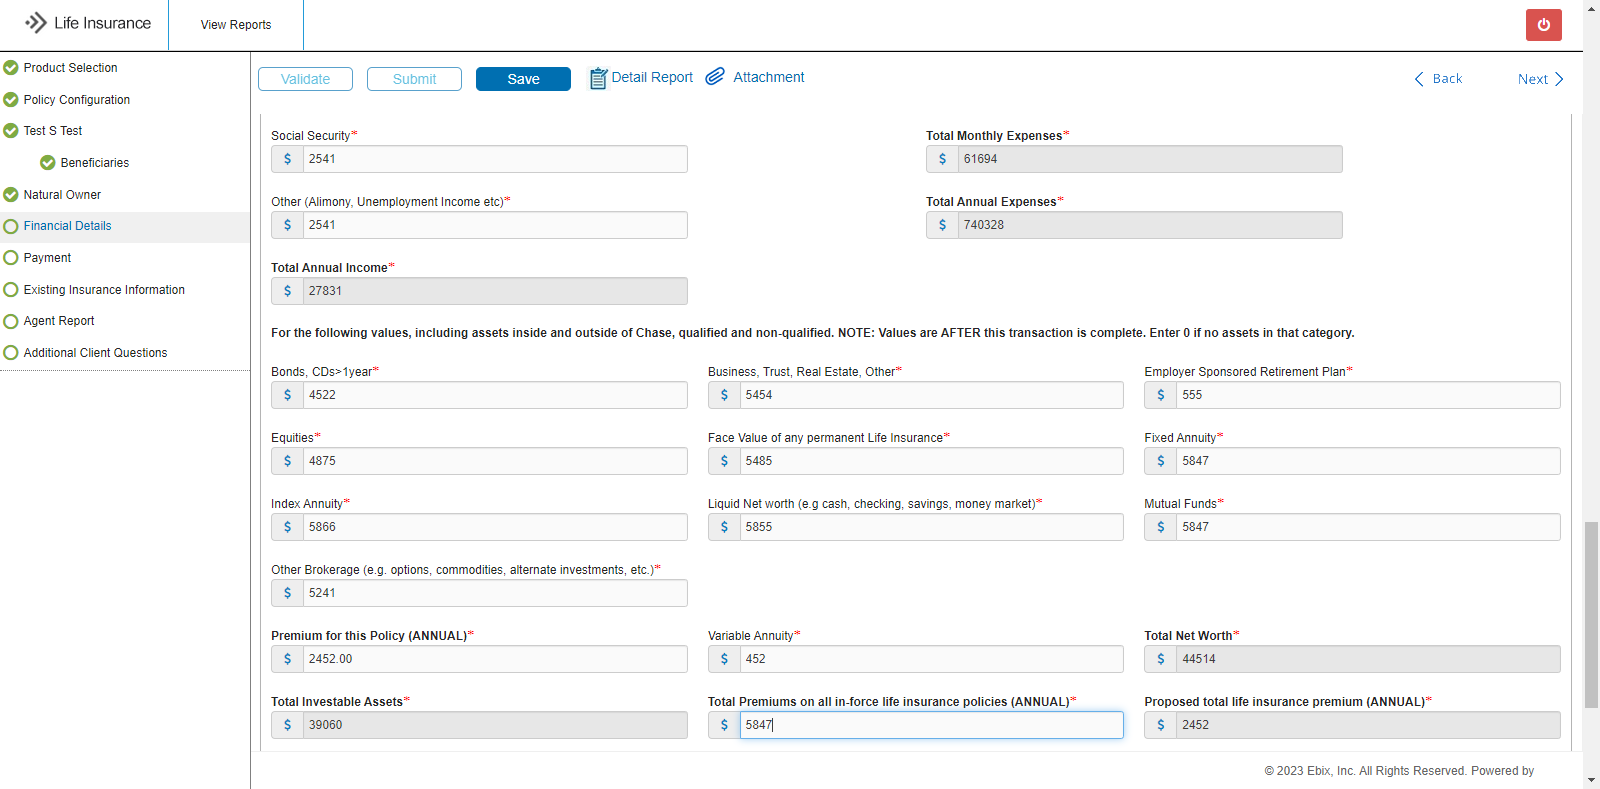 Life Insurance
View Reports
Product Selection
Policy Configuration
Test S Test
Beneficiaries
Natural Owner
Financial Details
Payment
Existing Insurance Information
Agent Report
Additional Client Questions
Validate Submit Save Detail Report Attachment Back Next
Social Security* Total Monthly Expenses*
$ 2541 $ 61694
Other (Alimony, Unemployment Income etc)* Total Annual Expenses*
$ 2541 $ 740328
Total Annual Income*
$ 27831
For the following values, including assets inside and outside of Chase, qualified and non-qualified. NOTE: Values are AFTER this transaction is complete. Enter 0 if no assets in that category.
Bonds, CDs>1year* Business, Trust, Real Estate, Other* Employer Sponsored Retirement Plan*
$ 4522 $ 5454 $ 555
Equities* Face Value of any permanent Life Insurance* Fixed Annuity*
$ 4875 $ 5485 $ 5847
Index Annuity* Liquid Net worth (e.g cash, checking, savings, money market)* Mutual Funds*
$ 5866 $ 5855 $ 5847
Other Brokerage (e.g. options, commodities, alternate investments, etc.)*
$ 5241
Premium for this Policy (ANNUAL)* Variable Annuity* Total Net Worth*
$ 2452.00 $ 452 $ 44514
Total Investable Assets* Total Premiums on all in-force life insurance policies (ANNUAL)* Proposed total life insurance premium (ANNUAL)*
$ 39060 $ 5847 $ 2452
© 2023 Ebix, Inc. All Rights Reserved. Powered by